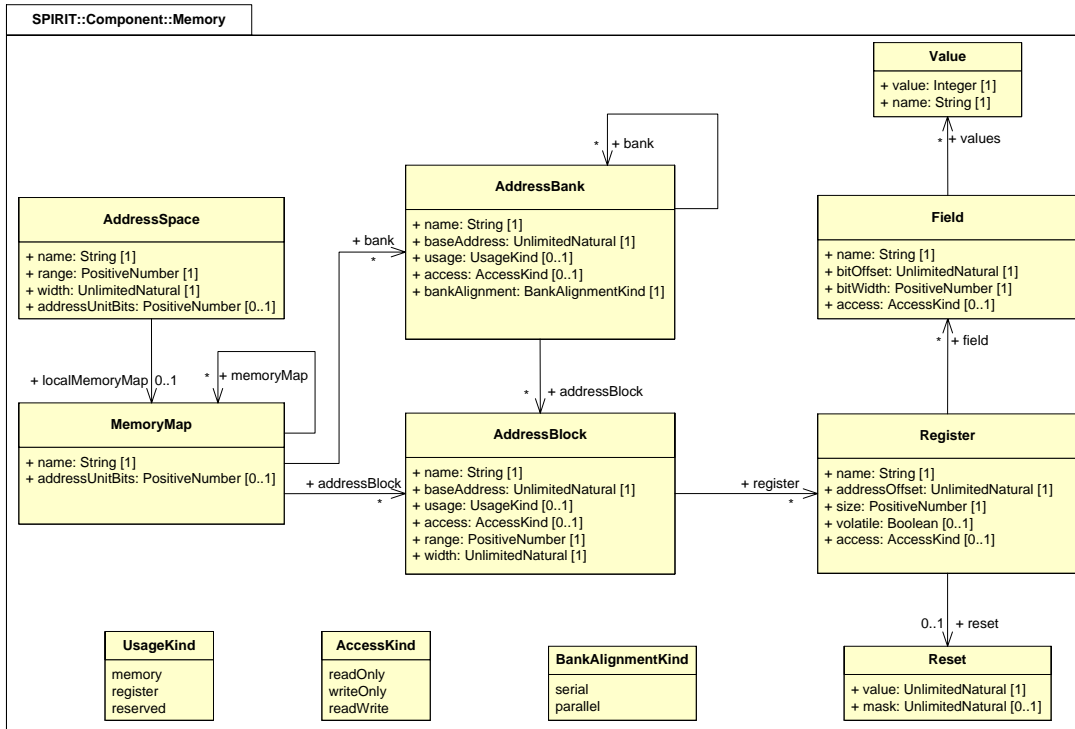 SPIRIT::Component::Memory
Value
+ value: Integer [1]
+ name: String [1]
* + values
* + bank
AddressBank
+ name: String [1]
+ baseAddress: UnlimitedNatural [1]
+ usage: UsageKind [0..1]
+ access: AccessKind [0..1]
+ bankAlignment: BankAlignmentKind [1]
AddressSpace
+ name: String [1]
+ range: PositiveNumber [1]
+ width: UnlimitedNatural [1]
+ addressUnitBits: PositiveNumber [0..1]
+ bank
*
Field
+ name: String [1]
+ bitOffset: UnlimitedNatural [1]
+ bitWidth: PositiveNumber [1]
+ access: AccessKind [0..1]
* + field
+ localMemoryMap 0..1
* + memoryMap
* + addressBlock
MemoryMap
+ name: String [1]
+ addressUnitBits: PositiveNumber [0..1]
+ addressBlock
*
AddressBlock
+ name: String [1]
+ baseAddress: UnlimitedNatural [1]
+ usage: UsageKind [0..1]
+ access: AccessKind [0..1]
+ range: PositiveNumber [1]
+ width: UnlimitedNatural [1]
+ register
*
Register
+ name: String [1]
+ addressOffset: UnlimitedNatural [1]
+ size: PositiveNumber [1]
+ volatile: Boolean [0..1]
+ access: AccessKind [0..1]
0..1 + reset
UsageKind
memory
register
reserved
AccessKind
readOnly
writeOnly
readWrite
BankAlignmentKind
serial
parallel
Reset
+ value: UnlimitedNatural [1]
+ mask: UnlimitedNatural [0..1]